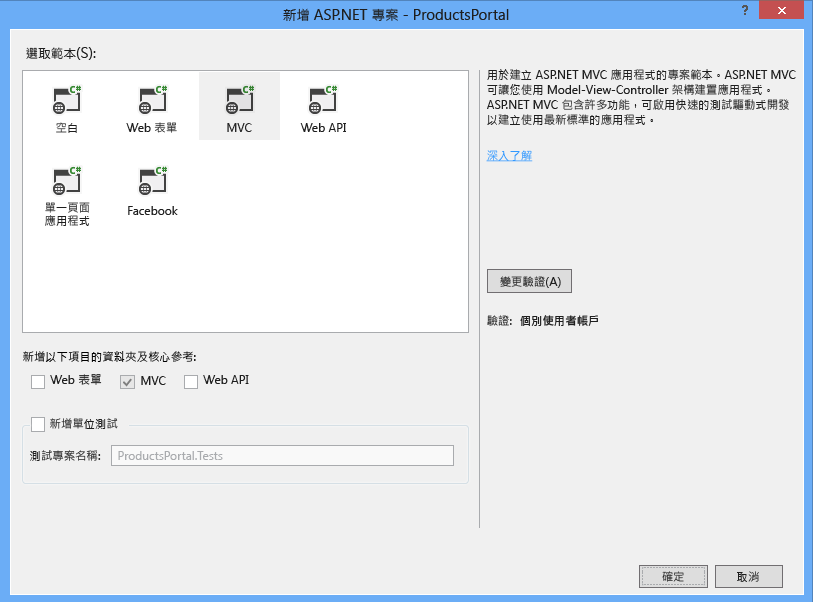 新增 ASP.NET 專案 - ProductsPortal
?
選取範本(S):
C#
C#
C#
C#
空白
Web 表單
MVC
Web API
C#
C#
單一頁面
應用程式
Facebook
用於建立 ASP.NET MVC 應用程式的專案範本。ASP.NET MVC
可讓您使用 Model-View-Controller 架構建置應用程式。
ASP.NET MVC 包含許多功能，可啟用快速的測試驅動式開發
以建立使用最新標準的應用程式。
深入了解
變更驗證(A)
驗證: 個別使用者帳戶
新增以下項目的資料夾及核心參考:
Web 表單
MVC
Web API
新增單位測試
測試專案名稱:
ProductsPortal.Tests
確定
取消